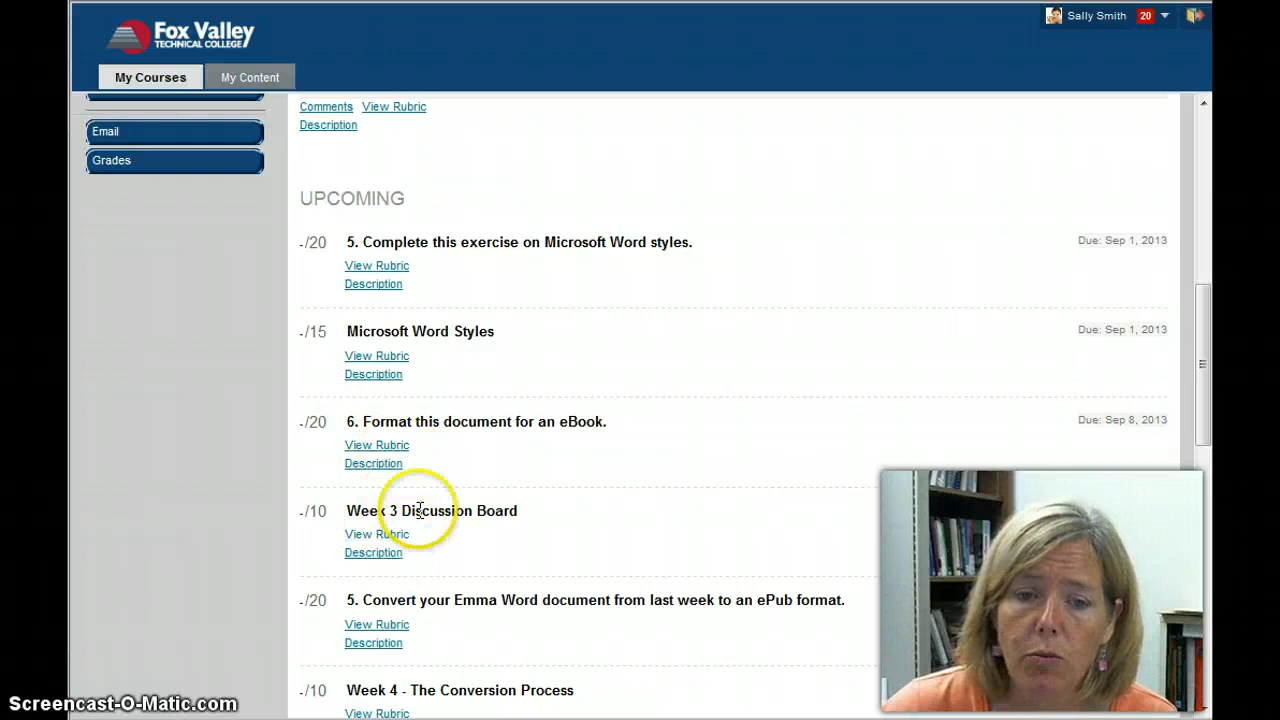 Fox Valley
TECHNICAL COLLEGE
Sally Smith 20
My Courses My Content
Comments View Rubric
Description
Email
Grades
UPCOMING
-/20 5. Complete this exercise on Microsoft Word styles. Due: Sep 1, 2013
View Rubric
Description
-/15 Microsoft Word Styles Due: Sep 1, 2013
View Rubric
Description
-/20 6. Format this document for an eBook. Due: Sep 8, 2013
View Rubric
Description
-/10 Week 3 Discussion Board
View Rubric
Description
-/20 5. Convert your Emma Word document from last week to an ePub format.
View Rubric
Description
-/10 Week 4 - The Conversion Process
View Rubric
Screencast-O-Matic.com